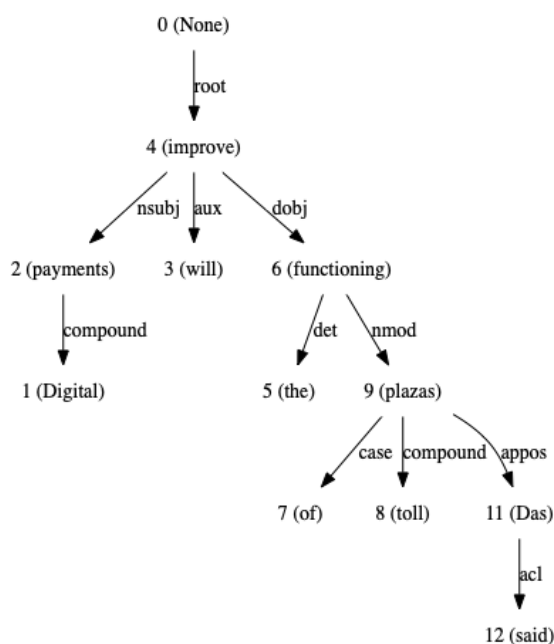 0 (None)
root
4 (improve)
nsubj aux dobj
2 (payments) 3 (will) 6 (functioning)
compound det nmod
1 (Digital) 5 (the) 9 (plazas)
case compound appos
7 (of) 8 (toll) 11 (Das)
acl
12 (said)